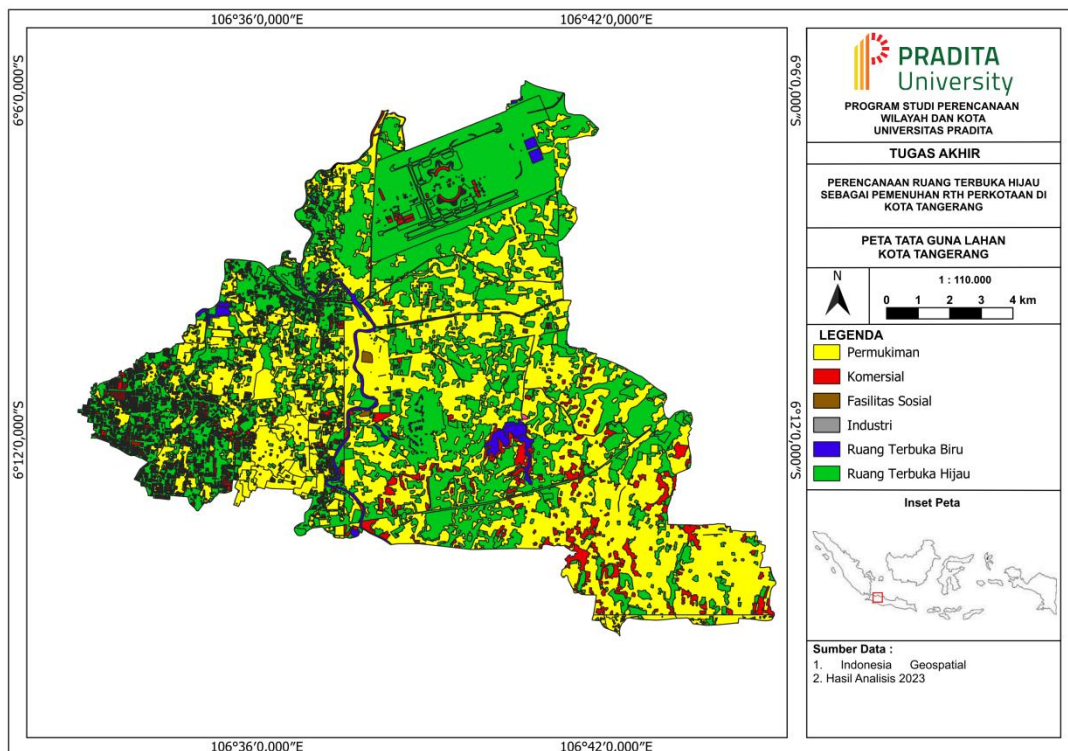 106°36′0,000″E
106°42′0,000″E
6°6′0,000″S
6°6′0,000″S
6°12′0,000″S
6°12′0,000″S
106°36′0,000″E
106°42′0,000″E
PRADITA
University
PROGRAM STUDI PERENCANAAN
WILAYAH DAN KOTA
UNIVERSITAS PRADITA
TUGAS AKHIR
PERENCANAAN RUANG TERBUKA HIJAU
SEBAGAI PEMENUHAN RTH PERKOTAAN DI
KOTA TANGERANG
PETA TATA GUNA LAHAN
KOTA TANGERANG
N
1 : 110.000
0 1 2 3 4 km
LEGENDA
Permukiman
Komersial
Fasilitas Sosial
Industri
Ruang Terbuka Biru
Ruang Terbuka Hijau
Inset Peta
Sumber Data :
1. Indonesia Geospatial
2. Hasil Analisis 2023